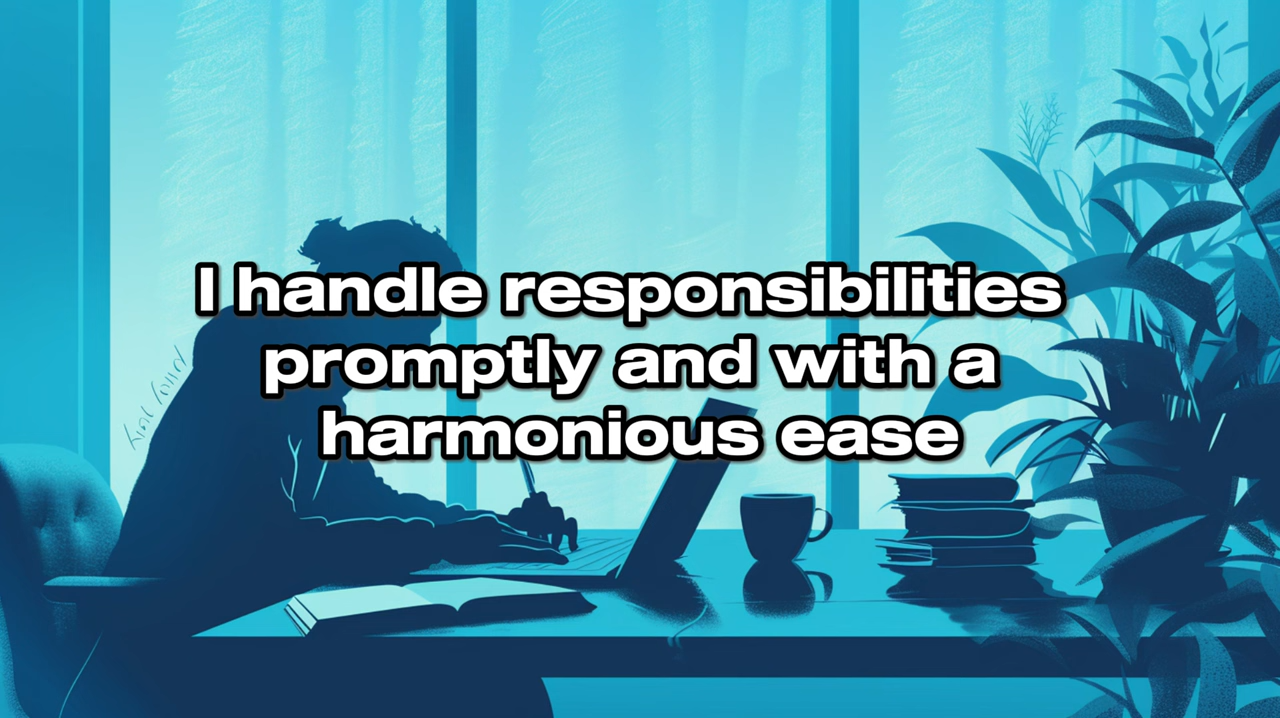 I handle responsibilities
promptly and with a
harmonious ease